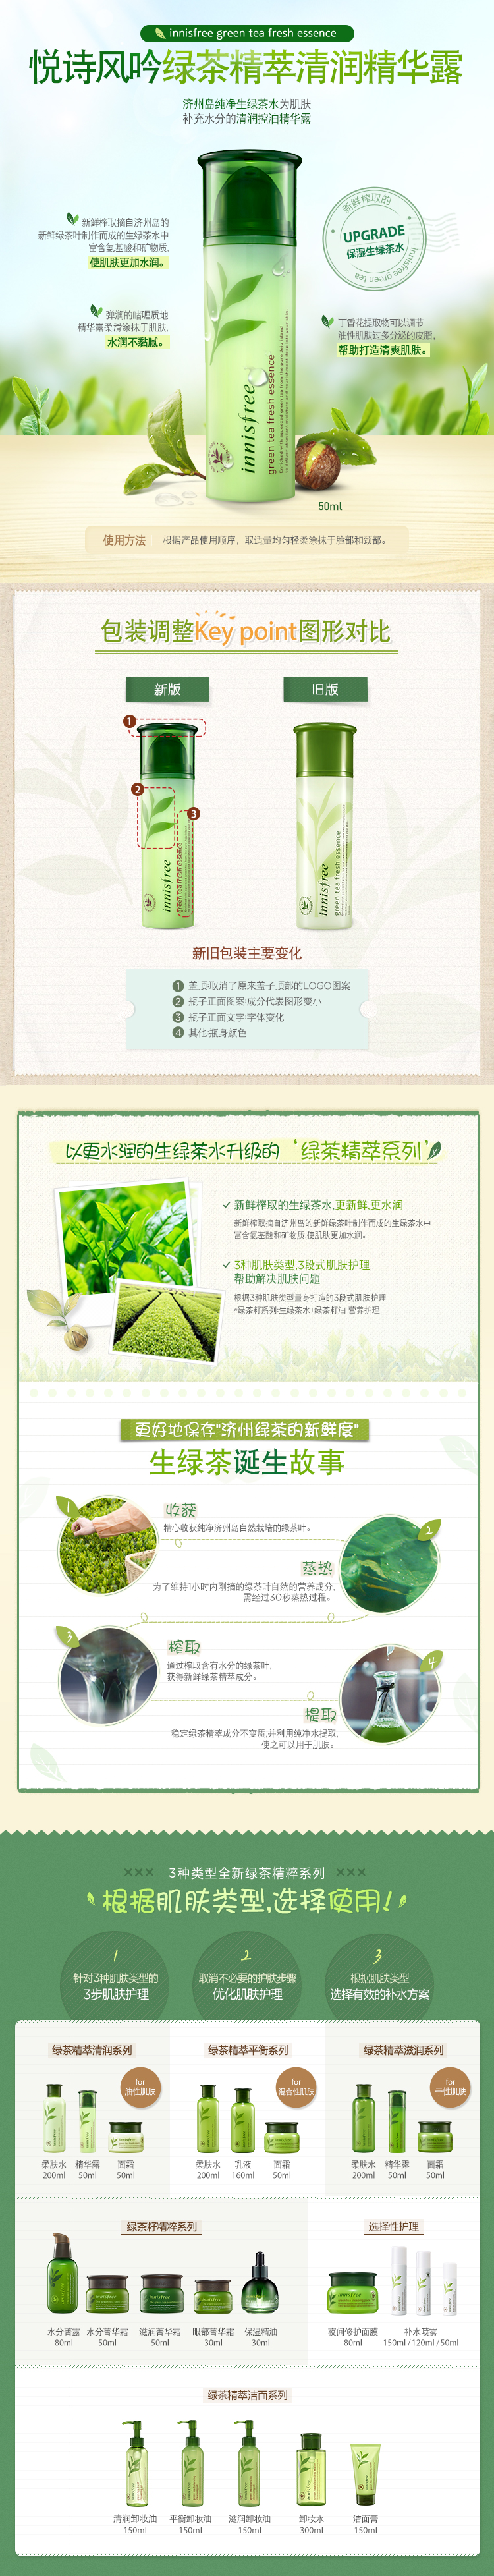 innisfree green tea fresh essence
悦诗风吟绿茶精萃清润精华露
济州岛纯净生绿茶水为肌肤
补充水分的清润控油精华露
新鲜榨取摘自济州岛的
新鲜绿茶叶制作而成的生绿茶水中
富含氨基酸和矿物质,
使肌肤更加水润。
弹润的啫喱质地
精华露柔滑涂抹于肌肤,
水润不黏腻。
新鲜榨取的
UPGRADE
保湿生绿茶水
innisfree green tea
丁香花提取物可以调节
油性肌肤过多分泌的皮脂,
帮助打造清爽肌肤。
innisfree
green tea fresh essence
50ml
使用方法
根据产品使用顺序，取适量均匀轻柔涂抹于脸部和颈部。
包装调整Key point图形对比
新版
旧版
1
2
3
innisfree
green tea fresh essence
innisfree
green tea fresh essence
新旧包装主要变化
1 盖顶:取消了原来盖子顶部的LOGO图案
2 瓶子正面图案:成分代表图形变小
3 瓶子正面文字:字体变化
4 其他:瓶身颜色
以更水润的生绿茶水升级的‘绿茶精萃系列’
新鲜榨取的生绿茶水,更新鲜,更水润
新鲜榨取摘自济州岛的新鲜绿茶叶制作而成的生绿茶水中
富含氨基酸和矿物质,使肌肤更加水润。
3种肌肤类型,3段式肌肤护理
帮助解决肌肤问题
根据3种肌肤类型量身打造的3段式肌肤护理
*绿茶籽系列:生绿茶水+绿茶籽油 营养护理
更好地保存"济州绿茶的新鲜度"
生绿茶诞生故事
1
收获
精心收获纯净济州岛自然栽培的绿茶叶。
2
蒸热
为了维持1小时内刚摘的绿茶叶自然的营养成分,
需经过30秒蒸热过程。
3
榨取
通过榨取含有水分的绿茶叶,
获得新鲜绿茶精萃成分。
4
提取
稳定绿茶精萃成分不变质,并利用纯净水提取,
使之可以用于肌肤。
3种类型全新绿茶精粹系列
根据肌肤类型,选择使用!
1
针对3种肌肤类型的
3步肌肤护理
2
取消不必要的护肤步骤
优化肌肤护理
3
根据肌肤类型
选择有效的补水方案
绿茶精萃清润系列
for
油性肌肤
柔肤水
200ml
精华露
50ml
面霜
50ml
绿茶精萃平衡系列
for
混合性肌肤
柔肤水
200ml
乳液
160ml
面霜
50ml
绿茶精萃滋润系列
for
干性肌肤
柔肤水
200ml
精华露
50ml
面霜
50ml
绿茶籽精粹系列
水分菁露
80ml
水分菁华霜
50ml
滋润菁华霜
50ml
眼部菁华霜
30ml
保湿精油
30ml
选择性护理
夜间修护面膜
80ml
补水喷雾
150ml / 120ml / 50ml
绿茶精萃洁面系列
清润卸妆油
150ml
平衡卸妆油
150ml
滋润卸妆油
150ml
卸妆水
300ml
洁面膏
150ml